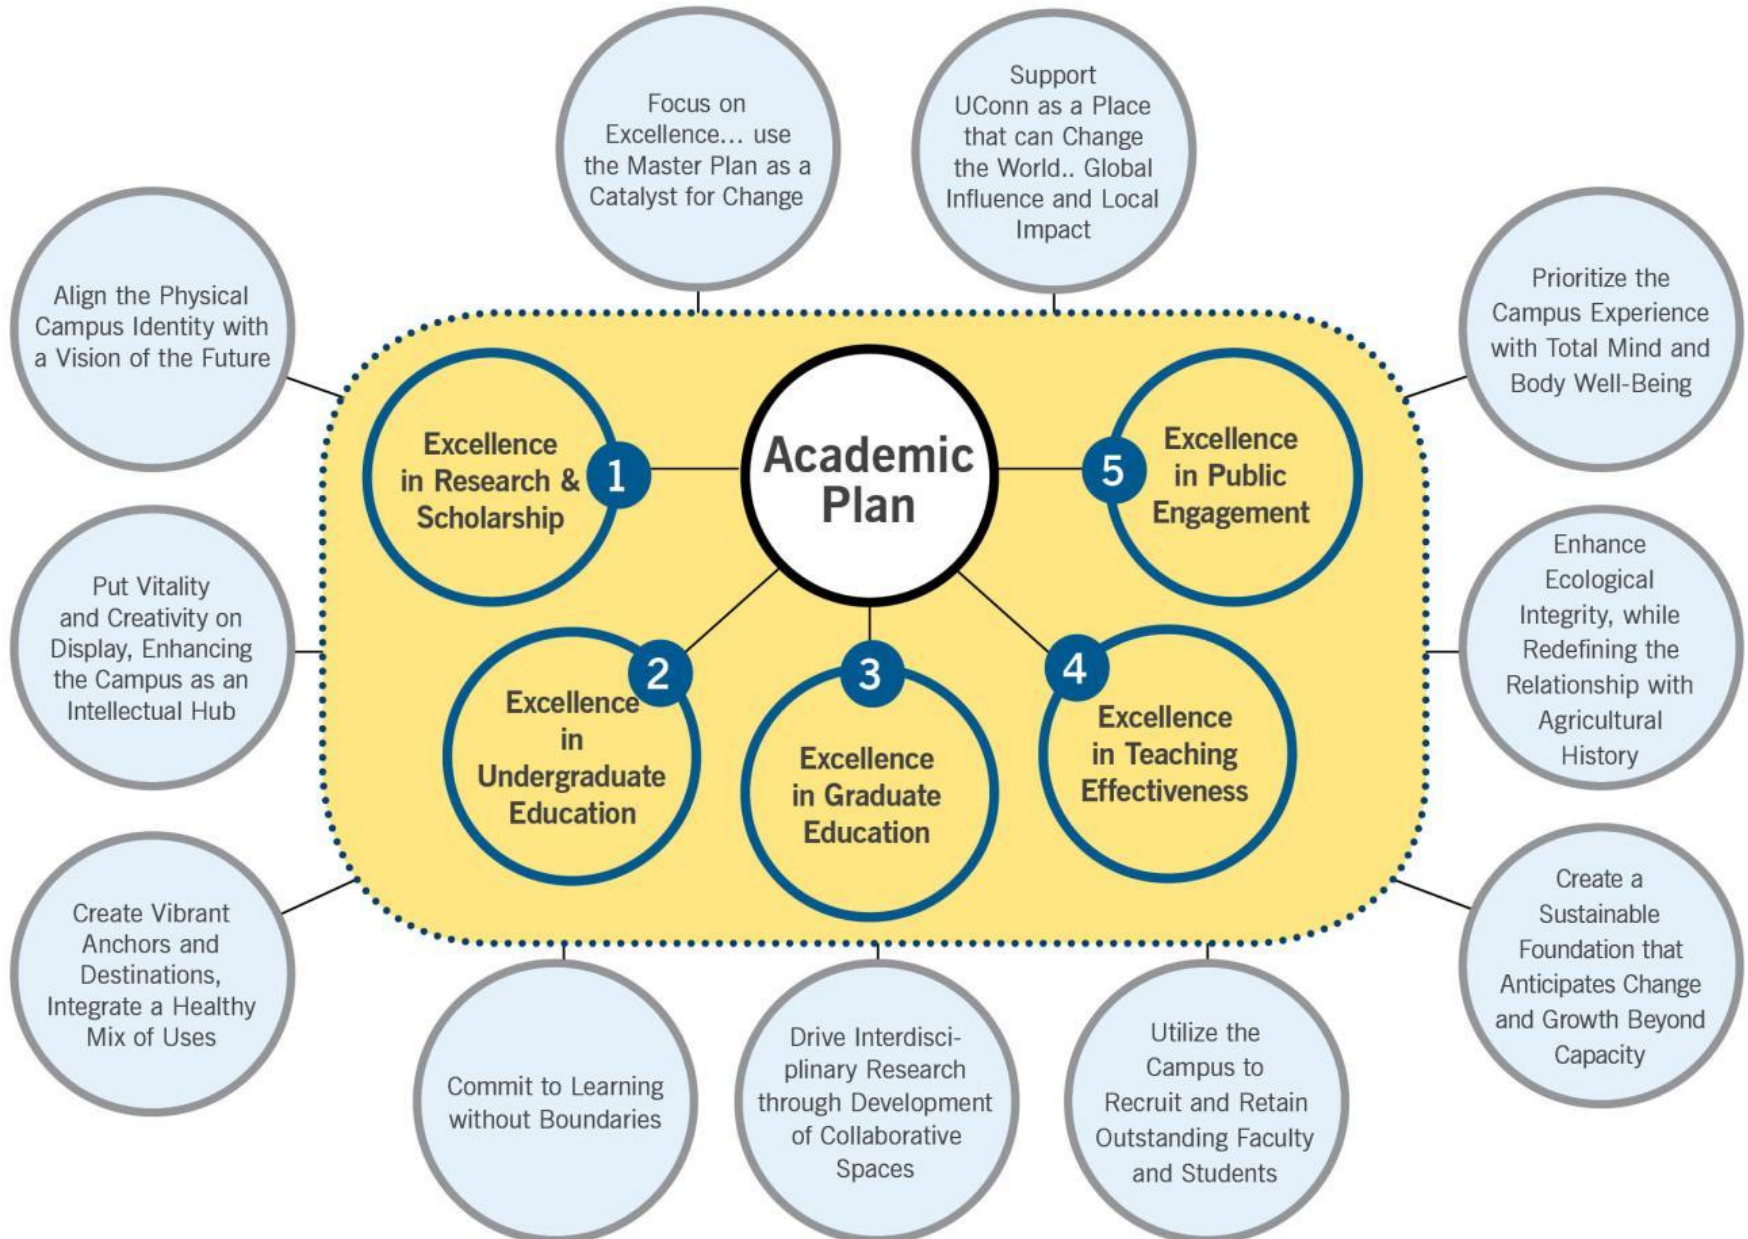 Focus on
Excellence... use
the Master Plan as a
Catalyst for Change
Support
UConn as a Place
that can Change
the World.. Global
Influence and Local
Impact
Align the Physical
Campus Identity with
a Vision of the Future
Prioritize the
Campus Experience
with Total Mind and
Body Well-Being
Excellence
in Research &
Scholarship
1
Academic
Plan
5
Excellence
in Public
Engagement
Put Vitality
and Creativity on
Display, Enhancing
the Campus as an
Intellectual Hub
2
Excellence
in
Undergraduate
Education
3
Excellence
in Graduate
Education
4
Excellence
in Teaching
Effectiveness
Enhance
Ecological
Integrity, while
Redefining the
Relationship with
Agricultural
History
Create Vibrant
Anchors and
Destinations,
Integrate a Healthy
Mix of Uses
Create a
Sustainable
Foundation that
Anticipates Change
and Growth Beyond
Capacity
Commit to Learning
without Boundaries
Drive Interdisci-
plinary Research
through Development
of Collaborative
Spaces
Utilize the
Campus to
Recruit and Retain
Outstanding Faculty
and Students